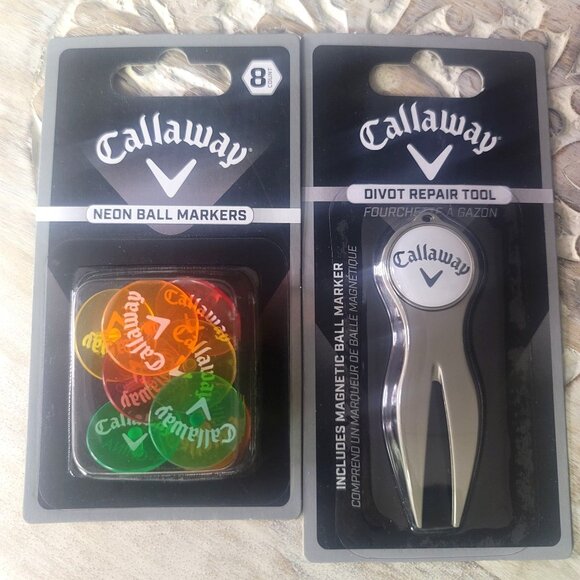 8
COUNT
Callaway
NEON BALL MARKERS
Callaway
Callaway
Callaway
Callaway
Callaway
DIVOT REPAIR TOOL
FOURCHETTE À GAZON
Callaway
INCLUDES MAGNETIC BALL MARKER
COMPREND UN MARQUEUR DE BALLE MAGNÉTIQUE